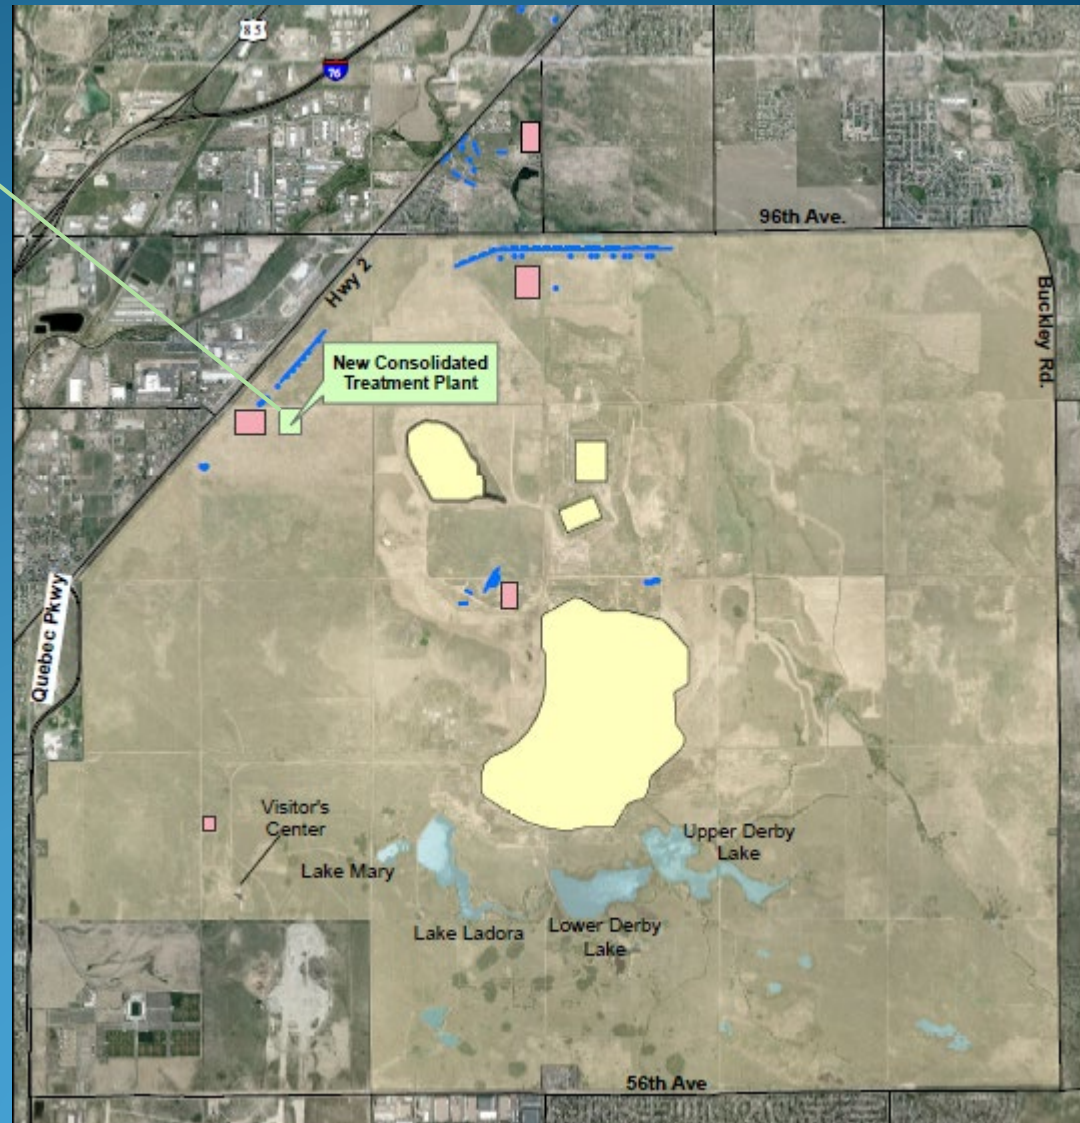 85
76
96th Ave.
Hwy 2
Buckley Rd.
New Consolidated
Treatment Plant
Quebec Pkwy
Visitor's
Center
Upper Derby
Lake
Lake Mary
Lake Ladora
Lower Derby
Lake
56th Ave